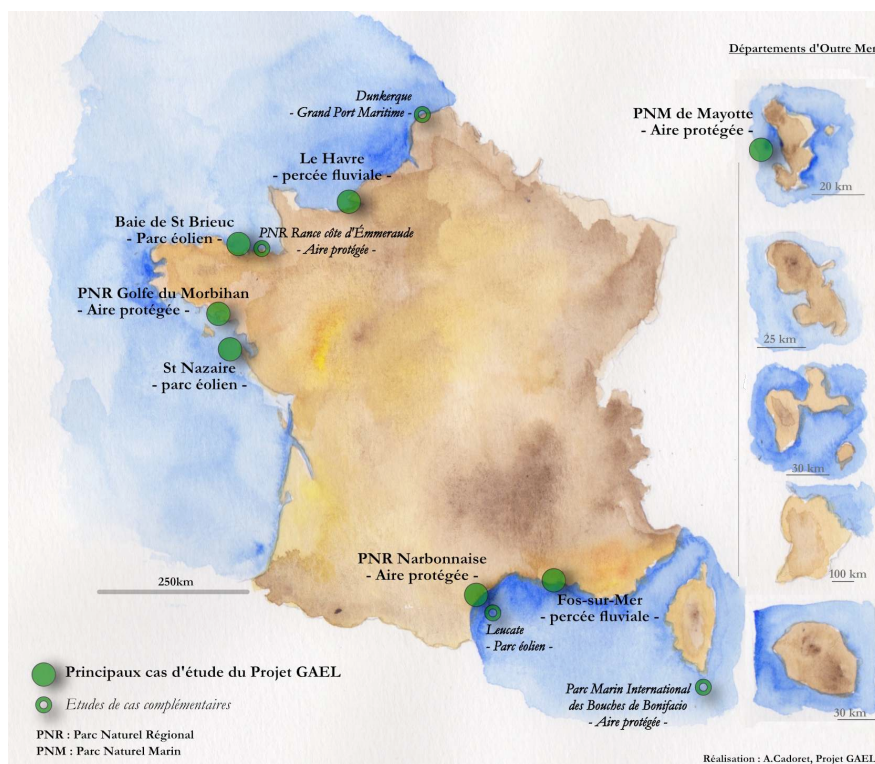 Départements d'Outre Mer
Dunkerque
- Grand Port Maritime -
PNM de Mayotte
- Aire protégée -
Le Havre
- percée fluviale -
20 km
Baie de St Brieuc
- Parc éolien -
PNR Rance côte d'Émmeraude
- Aire protégée -
PNR Golfe du Morbihan
- Aire protégée -
25 km
St Nazaire
- parc éolien -
30 km
PNR Narbonnaise
- Aire protégée -
250km
100 km
Fos-sur-Mer
- percée fluviale -
Leucate
- Parc éolien -
Principaux cas d'étude du Projet GAEL
Etudes de cas complémentaires
Parc Marin International
des Bouches de Bonifacio
- Aire protégée -
30 km
PNR : Parc Naturel Régional
PNM : Parc Naturel Marin
Réalisation : A.Cadoret, Projet GAEL